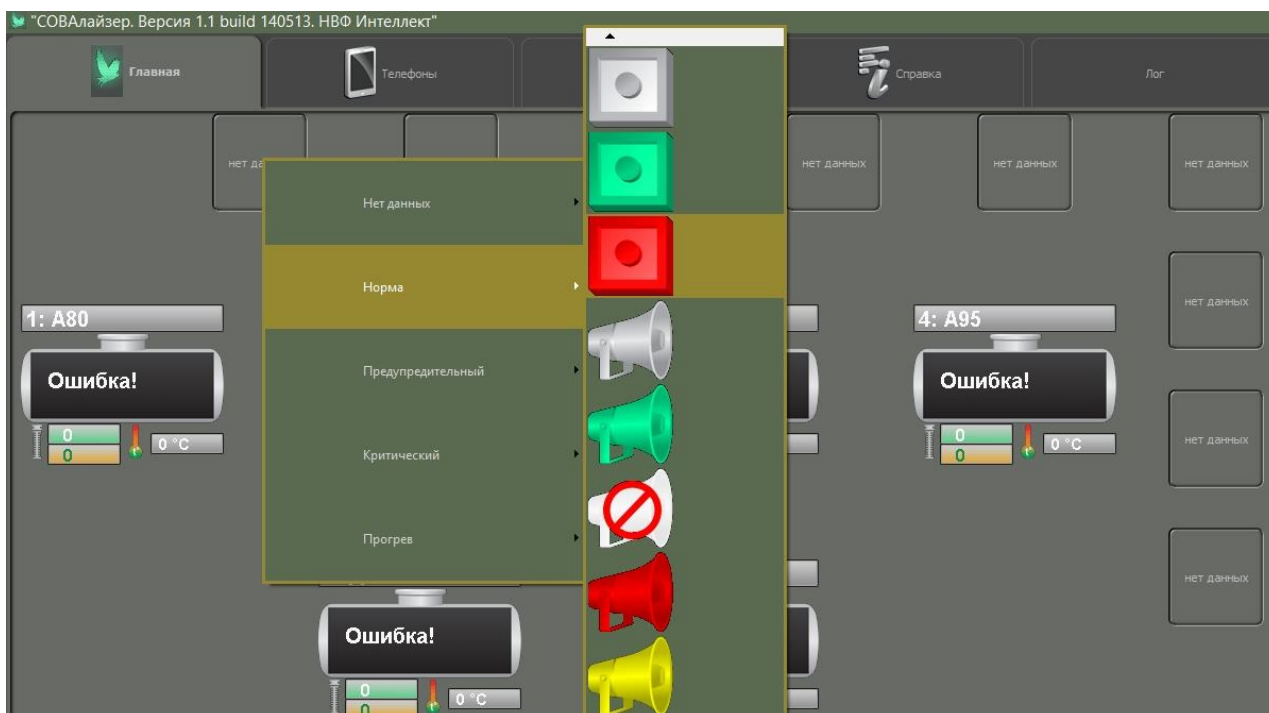 "СОВАлайзер. Версия 1.1 build 140513. НВФ Интеллект"
Главная
Телефоны
Справка
Лог
нет
нет данных
нет данных
нет данных
Нет данных
Норма
Предупредительный
Критический
Прогрев
1: A80
Ошибка!
0
0
0 °C
4: A95
Ошибка!
0
0
0 °C
нет данных
нет данных
нет данных
Ошибка!
0
0
0 °C